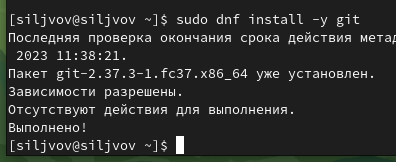 [siljvov@siljvov ~]$ sudo dnf install -y git
Последняя проверка окончания срока действия
 2023 11:38:21.
Пакет git-2.37.3-1.fc37.x86_64 уже установлен.
Зависимости разрешены.
Отсутствуют действия для выполнения.
Выполнено!
[siljvov@siljvov ~]$